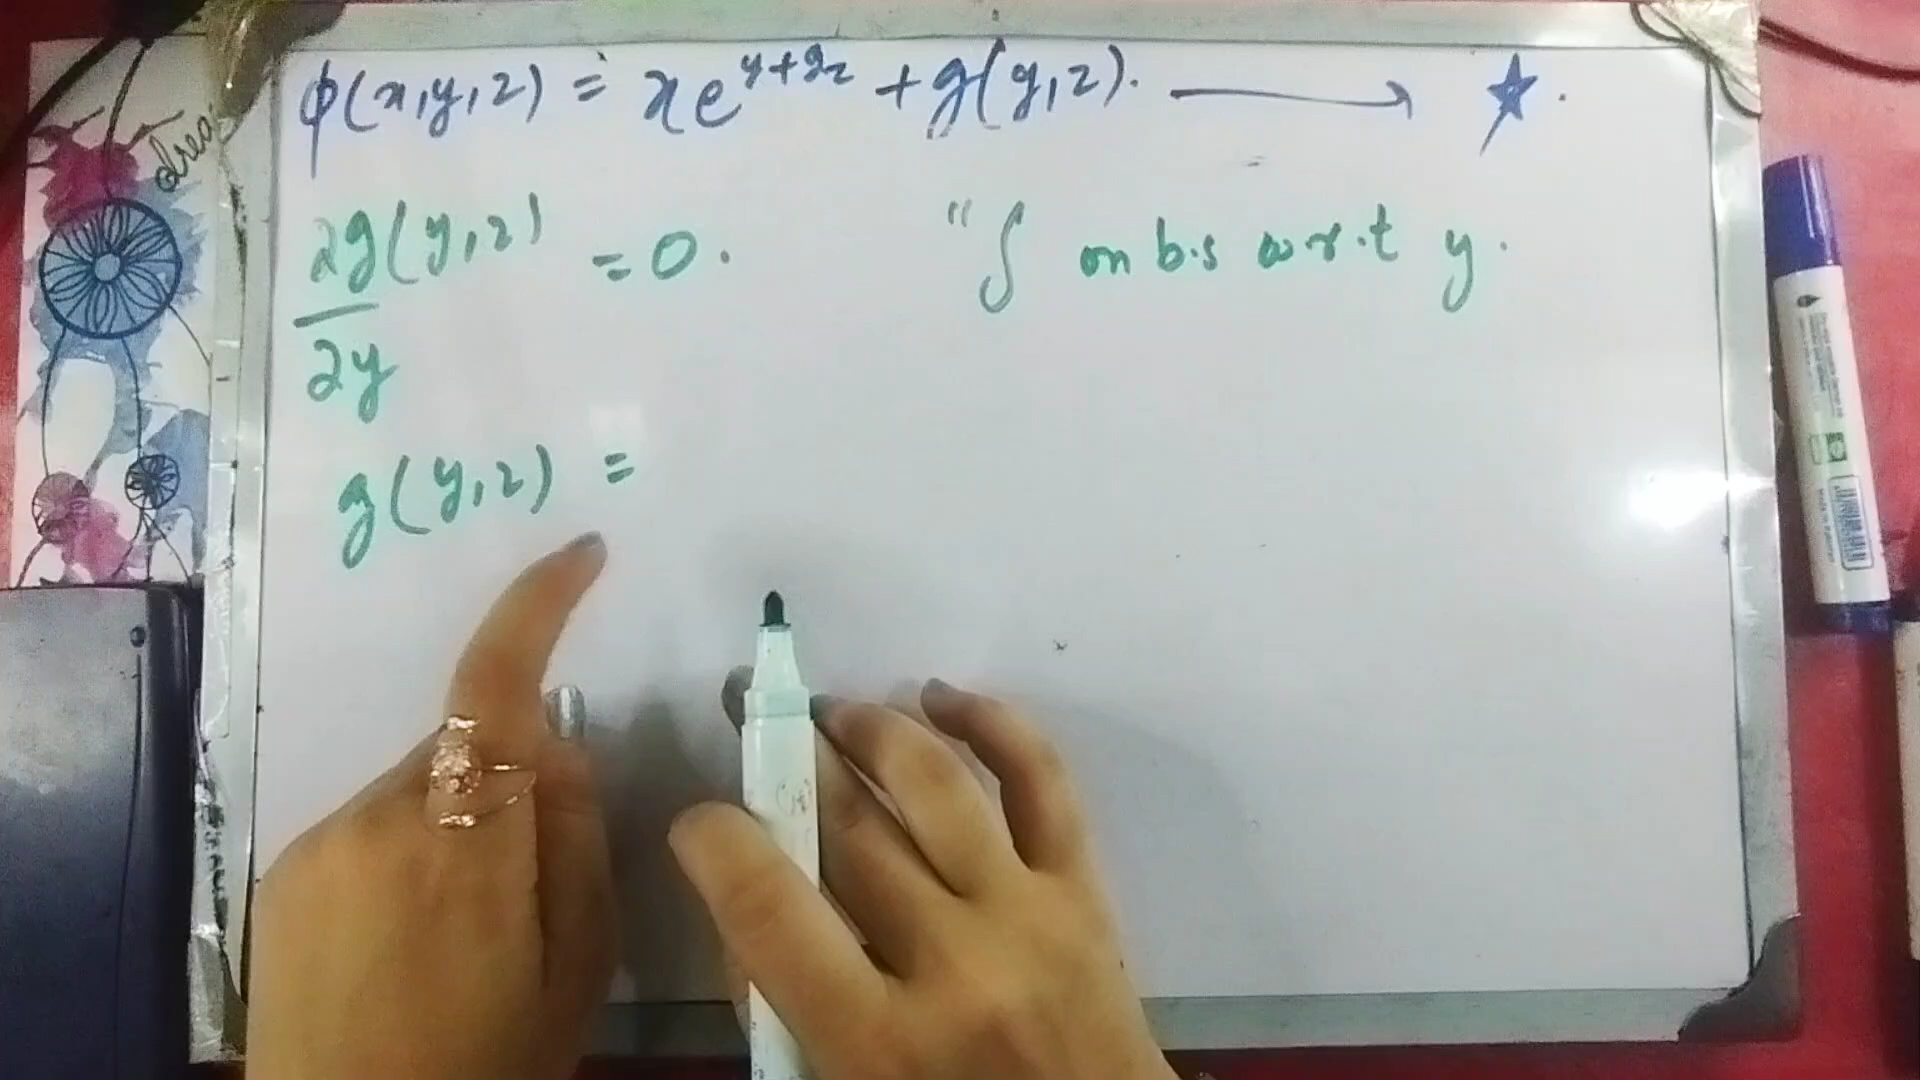 ϕ(x,y,z) = xe^{y+2z} + g(y,z). ⟶ ★.
∂g(y,z)/∂y = 0. "∫ on b.s w.r.t y.
g(y,z) =